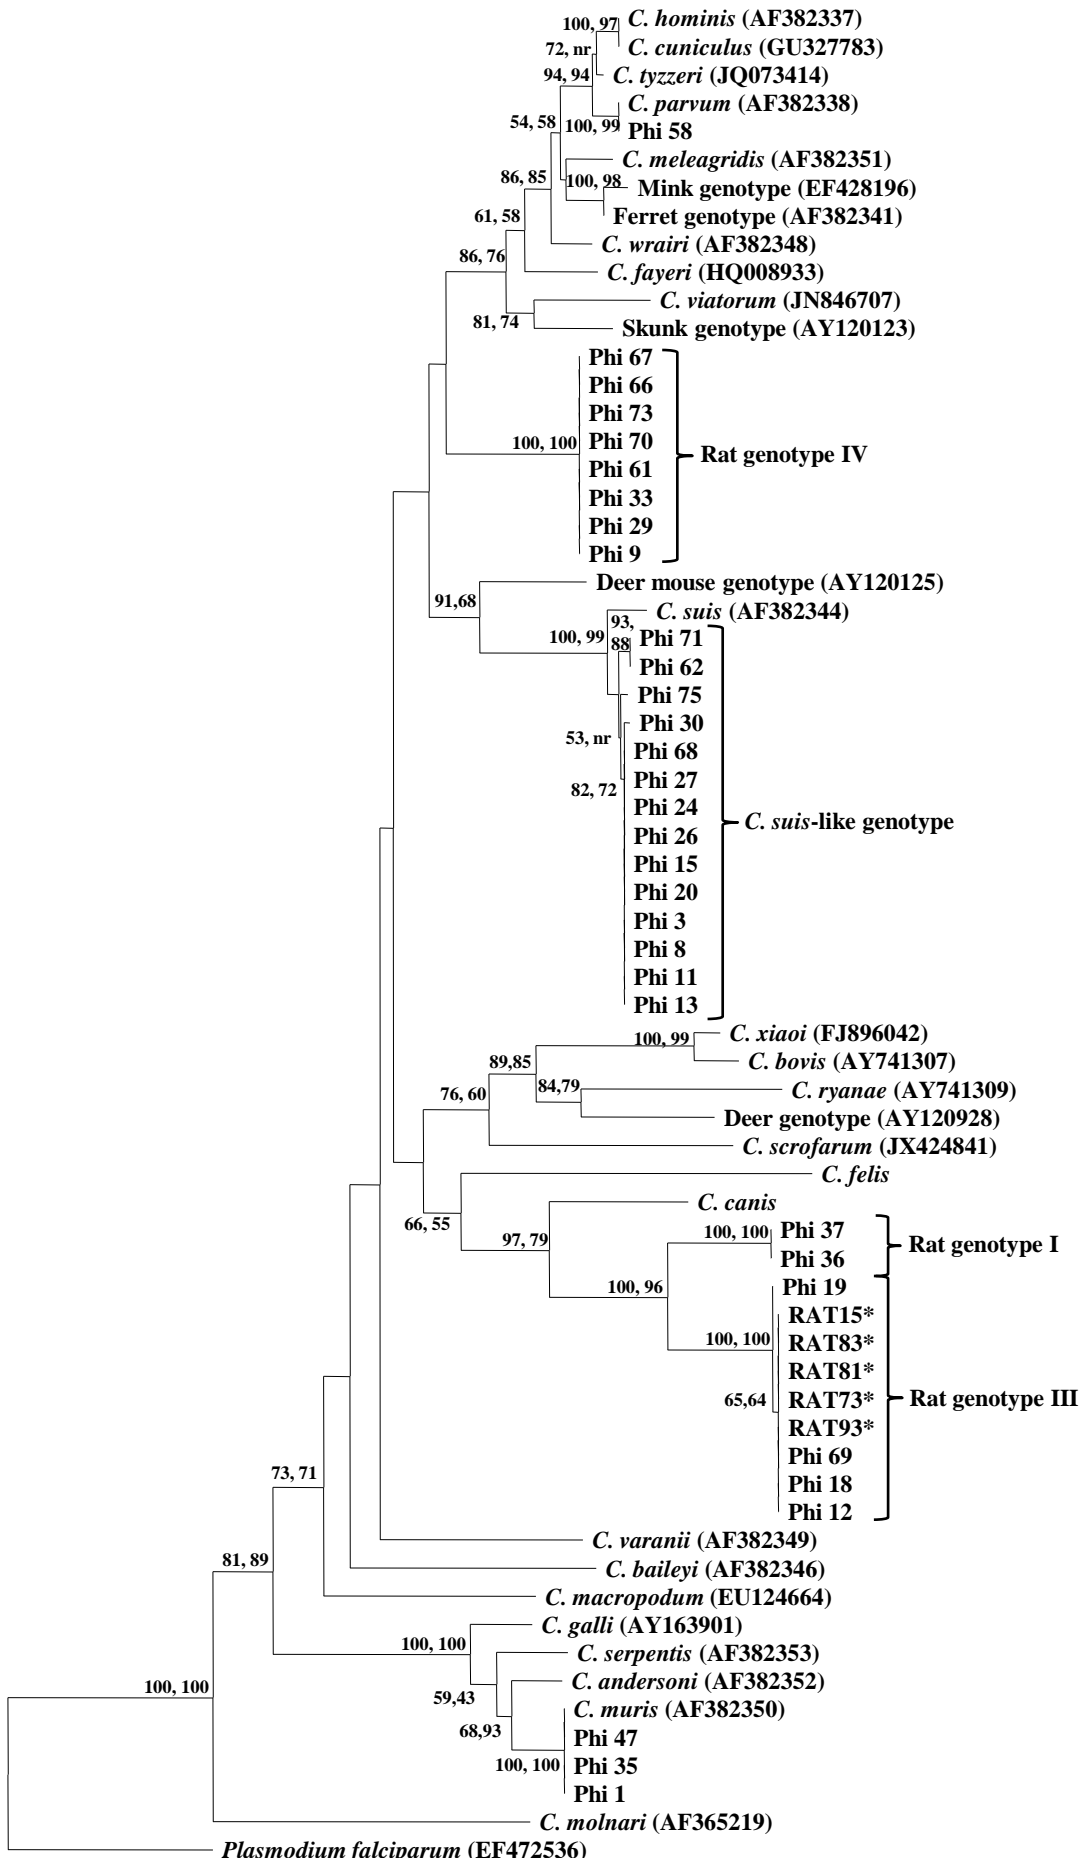 100, 97
C. hominis (AF382337)
C. cuniculus (GU327783)
72, nr
C. tyzzeri (JQ073414)
94, 94
C. parvum (AF382338)
54, 58
100, 99
Phi 58
C. meleagridis (AF382351)
86, 85
100, 98
Mink genotype (EF428196)
61, 58
Ferret genotype (AF382341)
C. wrairi (AF382348)
86, 76
C. fayeri (HQ008933)
C. viatorum (JN846707)
81, 74
Skunk genotype (AY120123)
Phi 67
Phi 66
Phi 73
100, 100
Phi 70
Rat genotype IV
Phi 61
Phi 33
Phi 29
Phi 9
Deer mouse genotype (AY120125)
91,68
C. suis (AF382344)
93,
88
100, 99
Phi 71
Phi 62
Phi 75
Phi 30
53, nr
Phi 68
Phi 27
82, 72
Phi 24
C. suis-like genotype
Phi 26
Phi 15
Phi 20
Phi 3
Phi 8
Phi 11
Phi 13
C. xiaoi (FJ896042)
100, 99
C. bovis (AY741307)
89,85
84,79
C. ryanae (AY741309)
76, 60
Deer genotype (AY120928)
C. scrofarum (JX424841)
C. felis
C. canis
66, 55
97, 79
100, 100
Phi 37
Rat genotype I
Phi 36
100, 96
Phi 19
RAT15*
100, 100
RAT83*
RAT81*
65,64
RAT73*
Rat genotype III
RAT93*
Phi 69
Phi 18
Phi 12
73, 71
C. varanii (AF382349)
81, 89
C. baileyi (AF382346)
C. macropodum (EU124664)
C. galli (AY163901)
100, 100
C. serpentis (AF382353)
C. andersoni (AF382352)
100, 100
59,43
C. muris (AF382350)
68,93
Phi 47
100, 100
Phi 35
Phi 1
C. molnari (AF365219)
Plasmodium falciparum (EF472536)